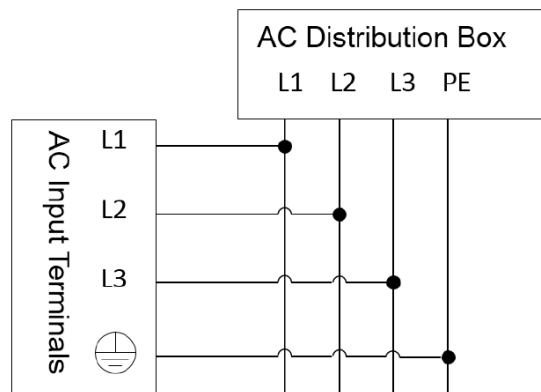 AC Distribution Box
L1 L2 L3 PE
AC Input Terminals
L1
L2
L3